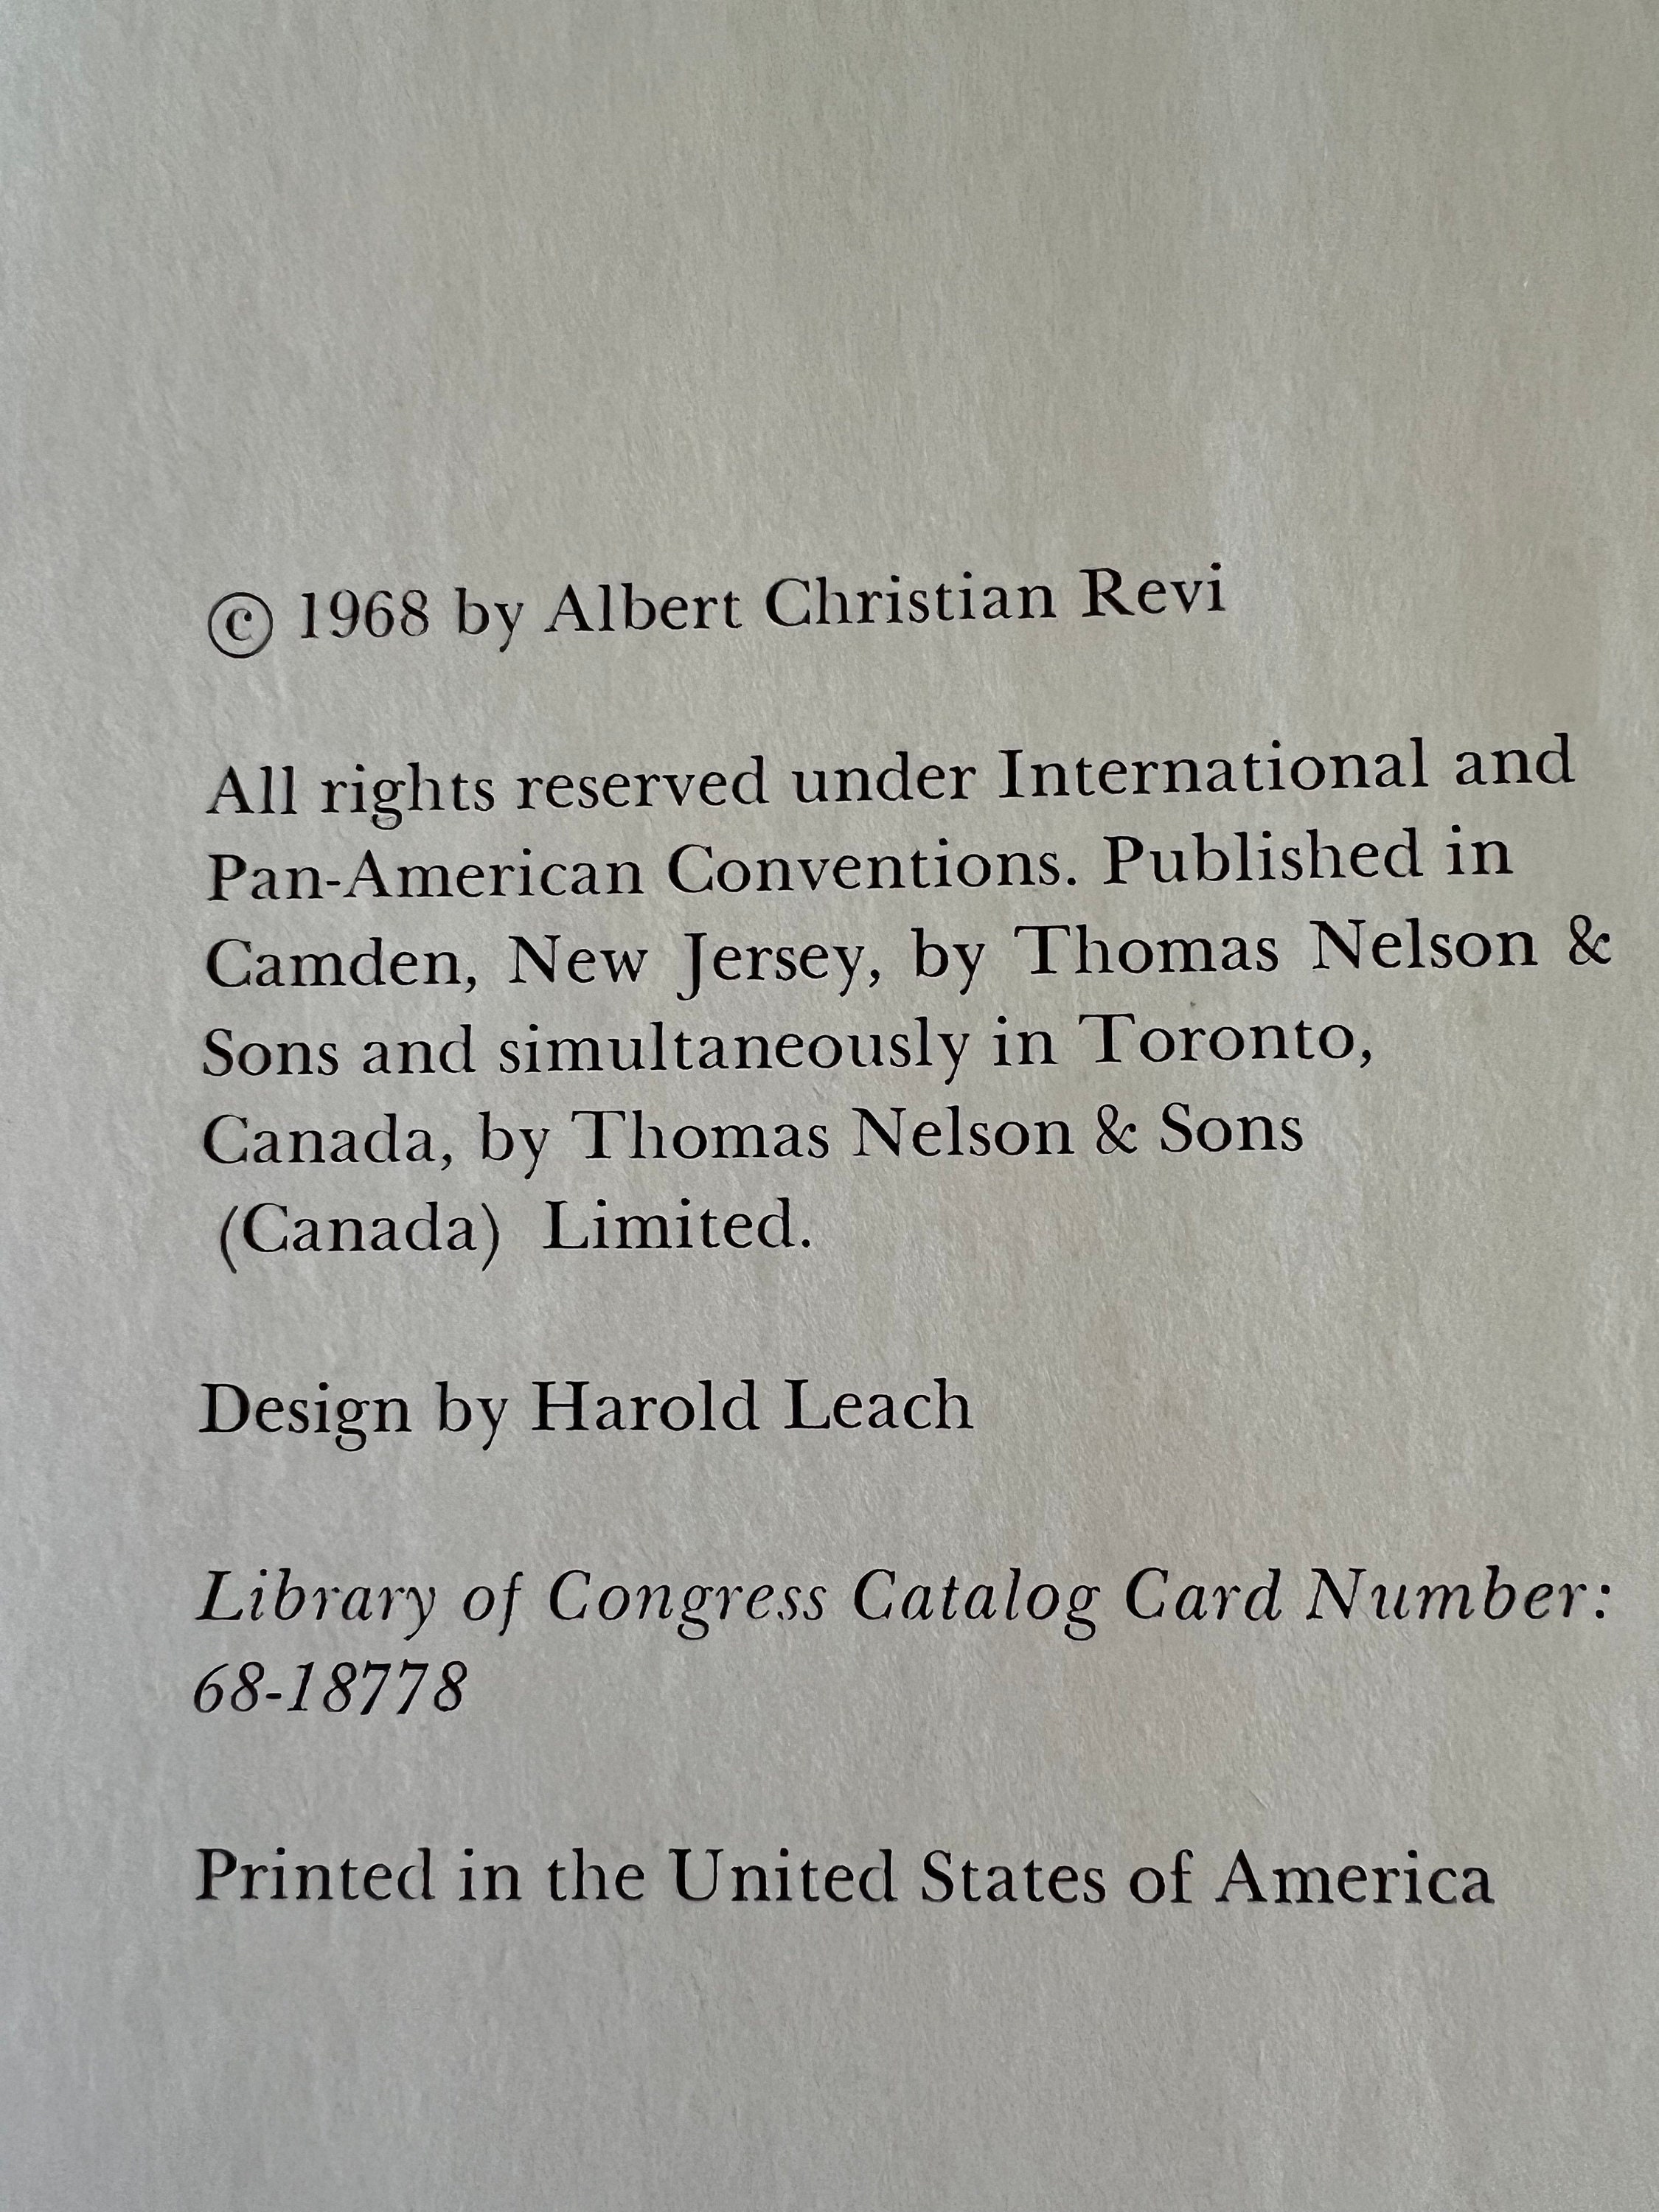 © 1968 by Albert Christian Revi
All rights reserved under International and
Pan-American Conventions. Published in
Camden, New Jersey, by Thomas Nelson &
Sons and simultaneously in Toronto,
Canada, by Thomas Nelson & Sons
(Canada) Limited.
Design by Harold Leach
Library of Congress Catalog Card Number:
68-18778
Printed in the United States of America